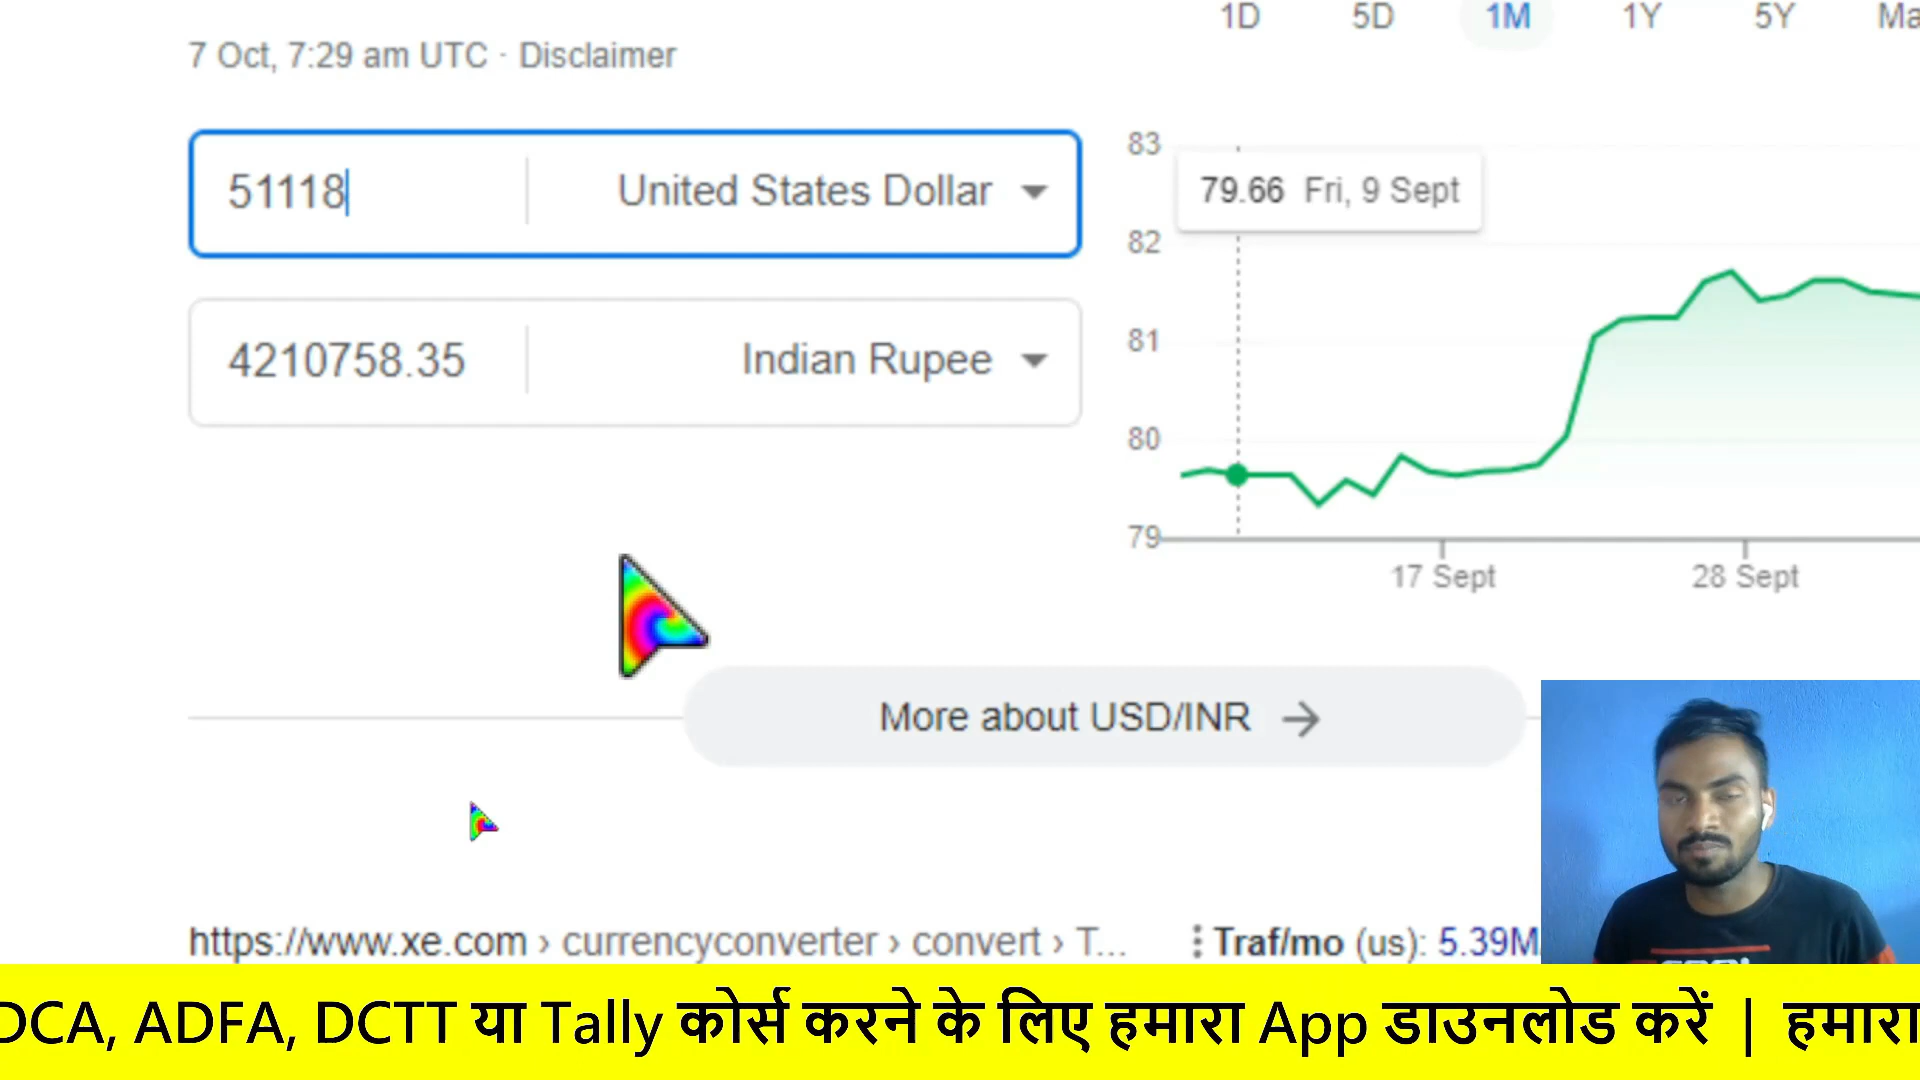 1D 5D 1M 1Y 5Y
7 Oct, 7:29 am UTC · Disclaimer
51118 United States Dollar
4210758.35 Indian Rupee
83
79.66 Fri, 9 Sept
82
81
80
79
17 Sept 28 Sept
More about USD/INR →
https://www.xe.com › currencyconverter › convert › T...
Traf/mo (us): 5.39M
DCA, ADFA, DCTT या Tally कोर्स करने के लिए हमारा App डाउनलोड करें | हमारा